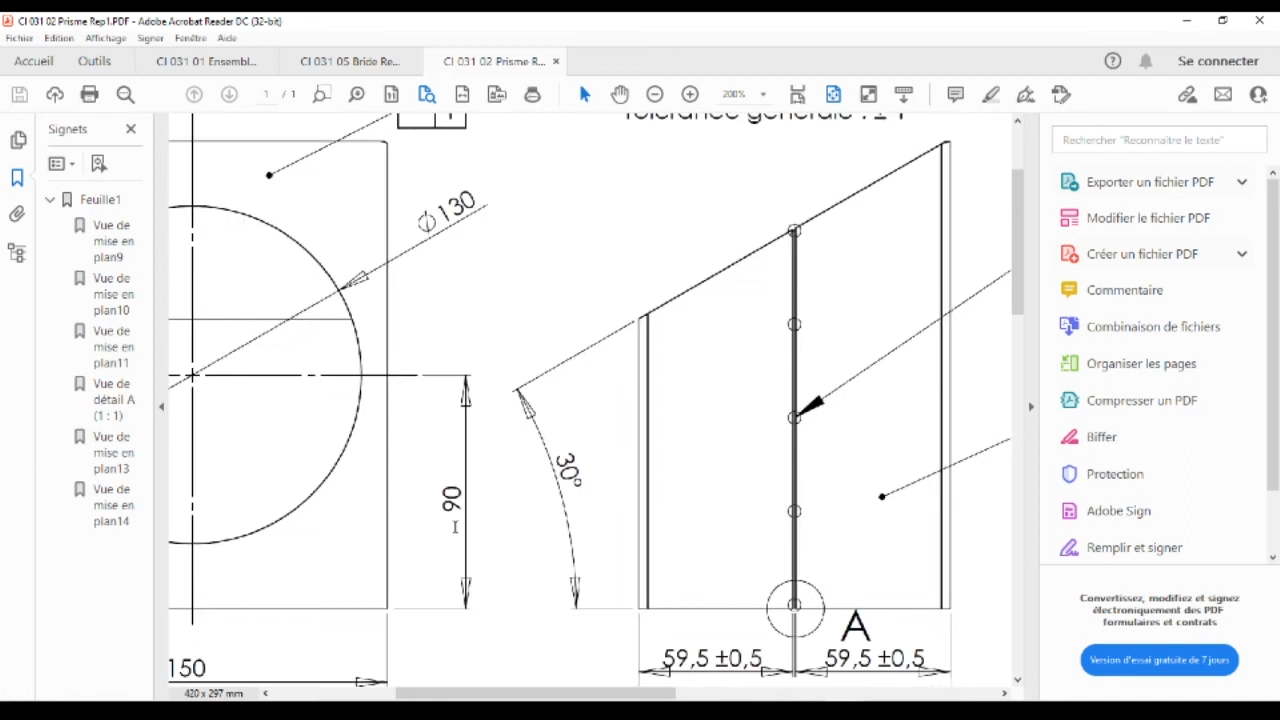 CI 031 02 Prisme Rep1.PDF - Adobe Acrobat Reader DC (32-bit)
Fichier Edition Affichage Signer Fenêtre Aide
Accueil Outils CI 031 01 Ensembl... CI 031 05 Bride Re... CI 031 02 Prisme R... × Se connecter
1 / 1 200%
Signets
Feuille1
Vue de
mise en
plan9
Vue de
mise en
plan10
Vue de
mise en
plan11
Vue de
détail A
(1 : 1)
Vue de
mise en
plan13
Vue de
mise en
plan14
Tolérance générale : ± 1
Ø 130
90
30°
A
150
59,5 ±0,5 59,5 ±0,5
420 x 297 mm
Rechercher "Reconnaître le texte"
Exporter un fichier PDF
Modifier le fichier PDF
Créer un fichier PDF
Commentaire
Combinaison de fichiers
Organiser les pages
Compresser un PDF
Biffer
Protection
Adobe Sign
Remplir et signer
Convertissez, modifiez et signez
électroniquement des PDF
formulaires et contrats
Version d'essai gratuite de 7 jours